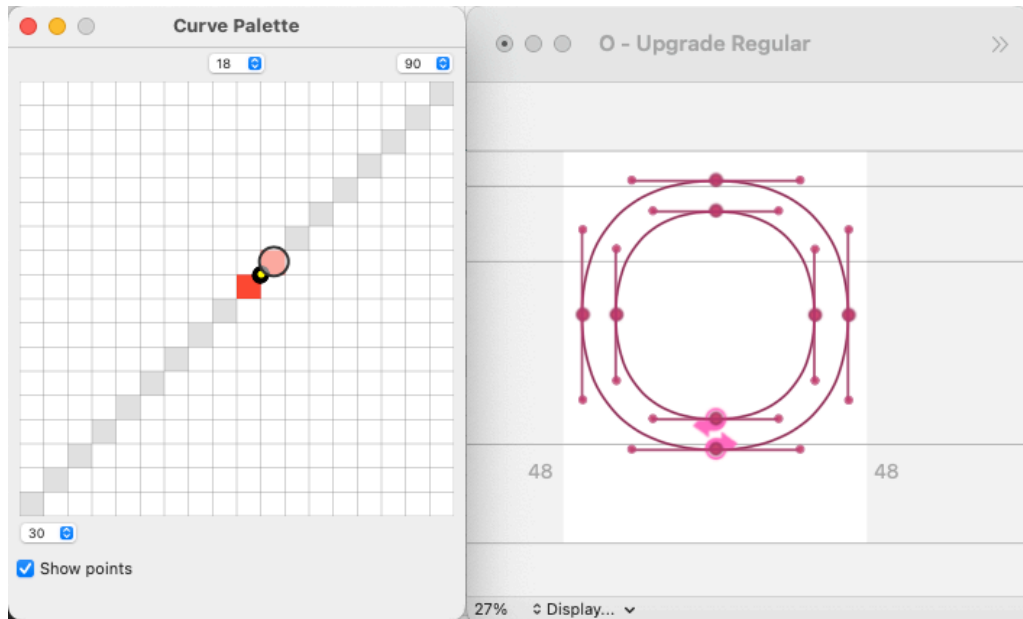 Curve Palette
18
90
30
Show points
O - Upgrade Regular
48
48
27%
Display...